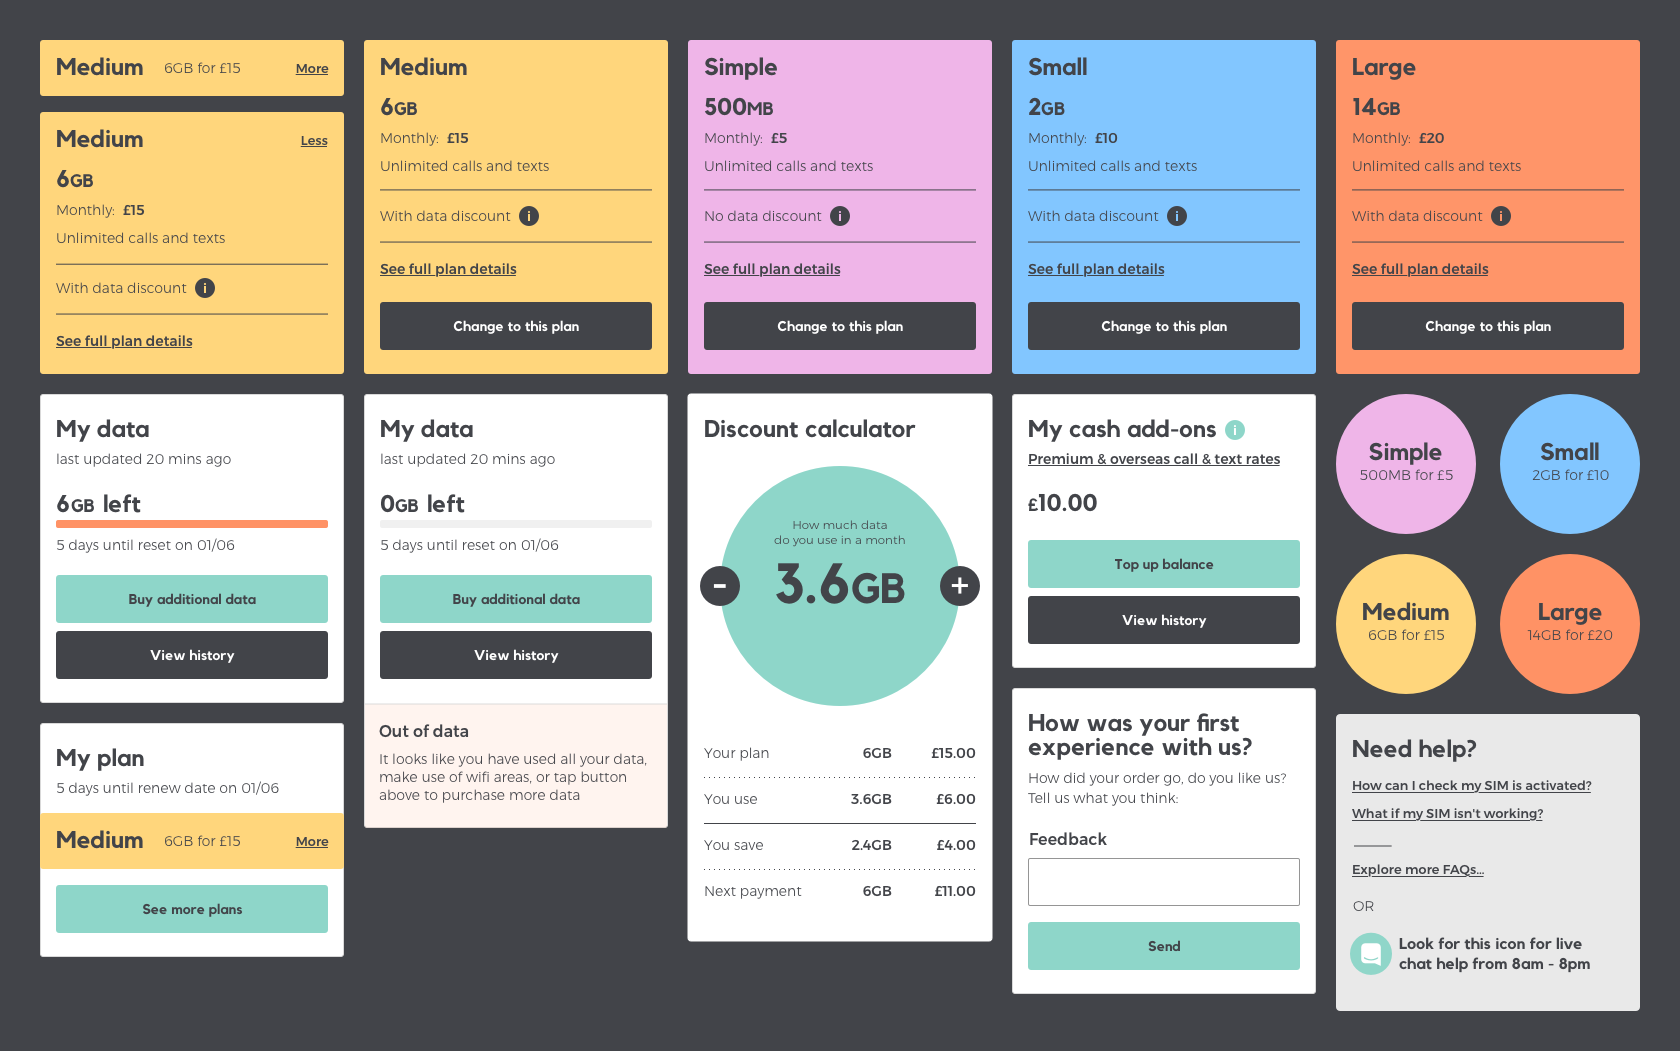 Medium 6GB for £15 More
Medium Less
6GB
Monthly: £15
Unlimited calls and texts
With data discount i
See full plan details
Medium
6GB
Monthly: £15
Unlimited calls and texts
With data discount i
See full plan details
Change to this plan
Simple
500MB
Monthly: £5
Unlimited calls and texts
No data discount i
See full plan details
Change to this plan
Small
2GB
Monthly: £10
Unlimited calls and texts
With data discount i
See full plan details
Change to this plan
Large
14GB
Monthly: £20
Unlimited calls and texts
With data discount i
See full plan details
Change to this plan
My data
last updated 20 mins ago
6GB left
5 days until reset on 01/06
Buy additional data
View history
My plan
5 days until renew date on 01/06
Medium 6GB for £15 More
See more plans
My data
last updated 20 mins ago
0GB left
5 days until reset on 01/06
Buy additional data
View history
Out of data
It looks like you have used all your data,
make use of wifi areas, or tap button
above to purchase more data
Discount calculator
How much data
do you use in a month
- 3.6GB +
Your plan 6GB £15.00
You use 3.6GB £6.00
You save 2.4GB £4.00
Next payment 6GB £11.00
My cash add-ons i
Premium & overseas call & text rates
£10.00
Top up balance
View history
How was your first
experience with us?
How did your order go, do you like us?
Tell us what you think:
Feedback
Send
Simple
500MB for £5
Small
2GB for £10
Medium
6GB for £15
Large
14GB for £20
Need help?
How can I check my SIM is activated?
What if my SIM isn't working?
Explore more FAQs...
OR
Look for this icon for live
chat help from 8am - 8pm